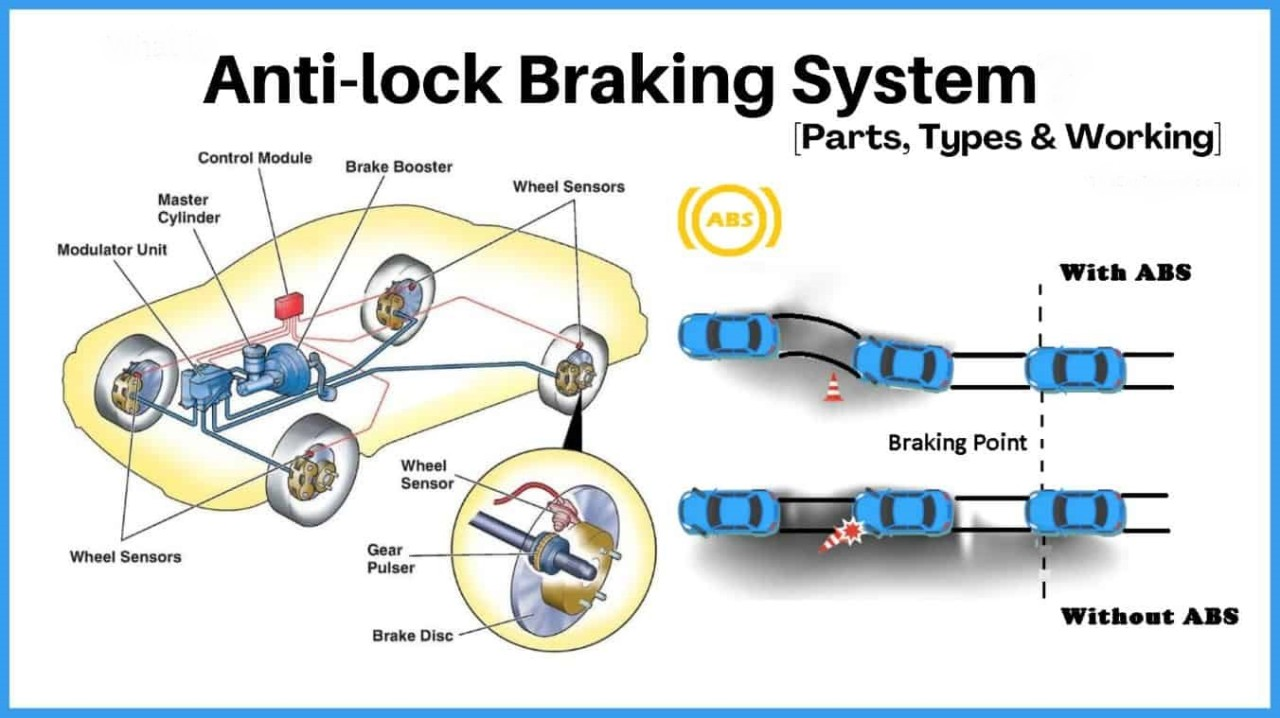 Anti-lock Braking System
[Parts, Types & Working]
Control Module
Brake Booster
Wheel Sensors
Master
Cylinder
Modulator Unit
ABS
With ABS
Braking Point
Wheel
Sensor
Gear
Pulser
Wheel Sensors
Brake Disc
Without ABS